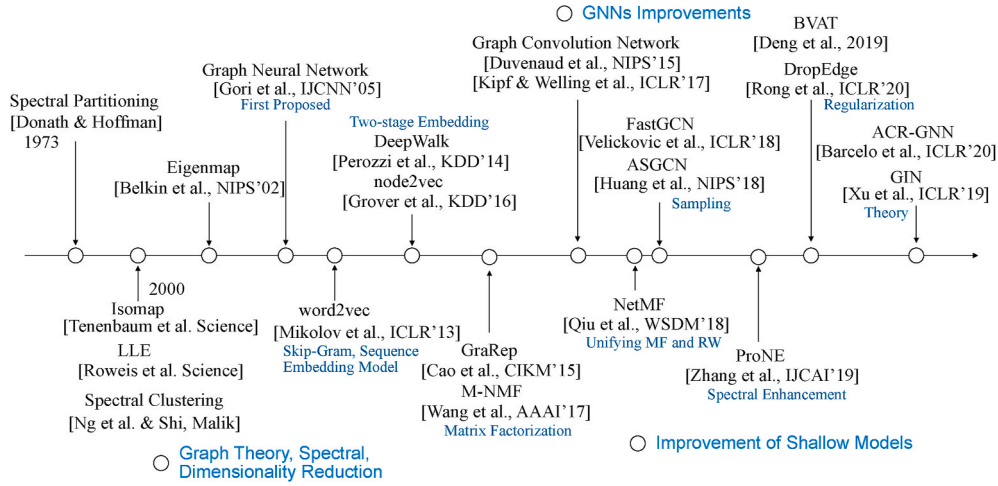 GNNs Improvements
BVAT
[Deng et al., 2019]
Graph Convolution Network
[Duvenaud et al., NIPS'15]
[Kipf & Welling et al., ICLR'17]
DropEdge
[Rong et al., ICLR'20]
Regularization
Graph Neural Network
[Gori et al., IJCNN'05]
First Proposed
Spectral Partitioning
[Donath & Hoffman]
1973
Two-stage Embedding
DeepWalk
[Perozzi et al., KDD'14]
node2vec
[Grover et al., KDD'16]
FastGCN
[Velickovic et al., ICLR'18]
ASGCN
[Huang et al., NIPS'18]
Sampling
ACR-GNN
[Barcelo et al., ICLR'20]
GIN
[Xu et al., ICLR'19]
Theory
Eigenmap
[Belkin et al., NIPS'02]
2000
Isomap
[Tenenbaum et al. Science]
LLE
[Roweis et al. Science]
Spectral Clustering
[Ng et al. & Shi, Malik]
word2vec
[Mikolov et al., ICLR'13]
Skip-Gram, Sequence
Embedding Model
GraRep
[Cao et al., CIKM'15]
M-NMF
[Wang et al., AAAI'17]
Matrix Factorization
NetMF
[Qiu et al., WSDM'18]
Unifying MF and RW
ProNE
[Zhang et al., IJCAI'19]
Spectral Enhancement
Graph Theory, Spectral,
Dimensionality Reduction
Improvement of Shallow Models